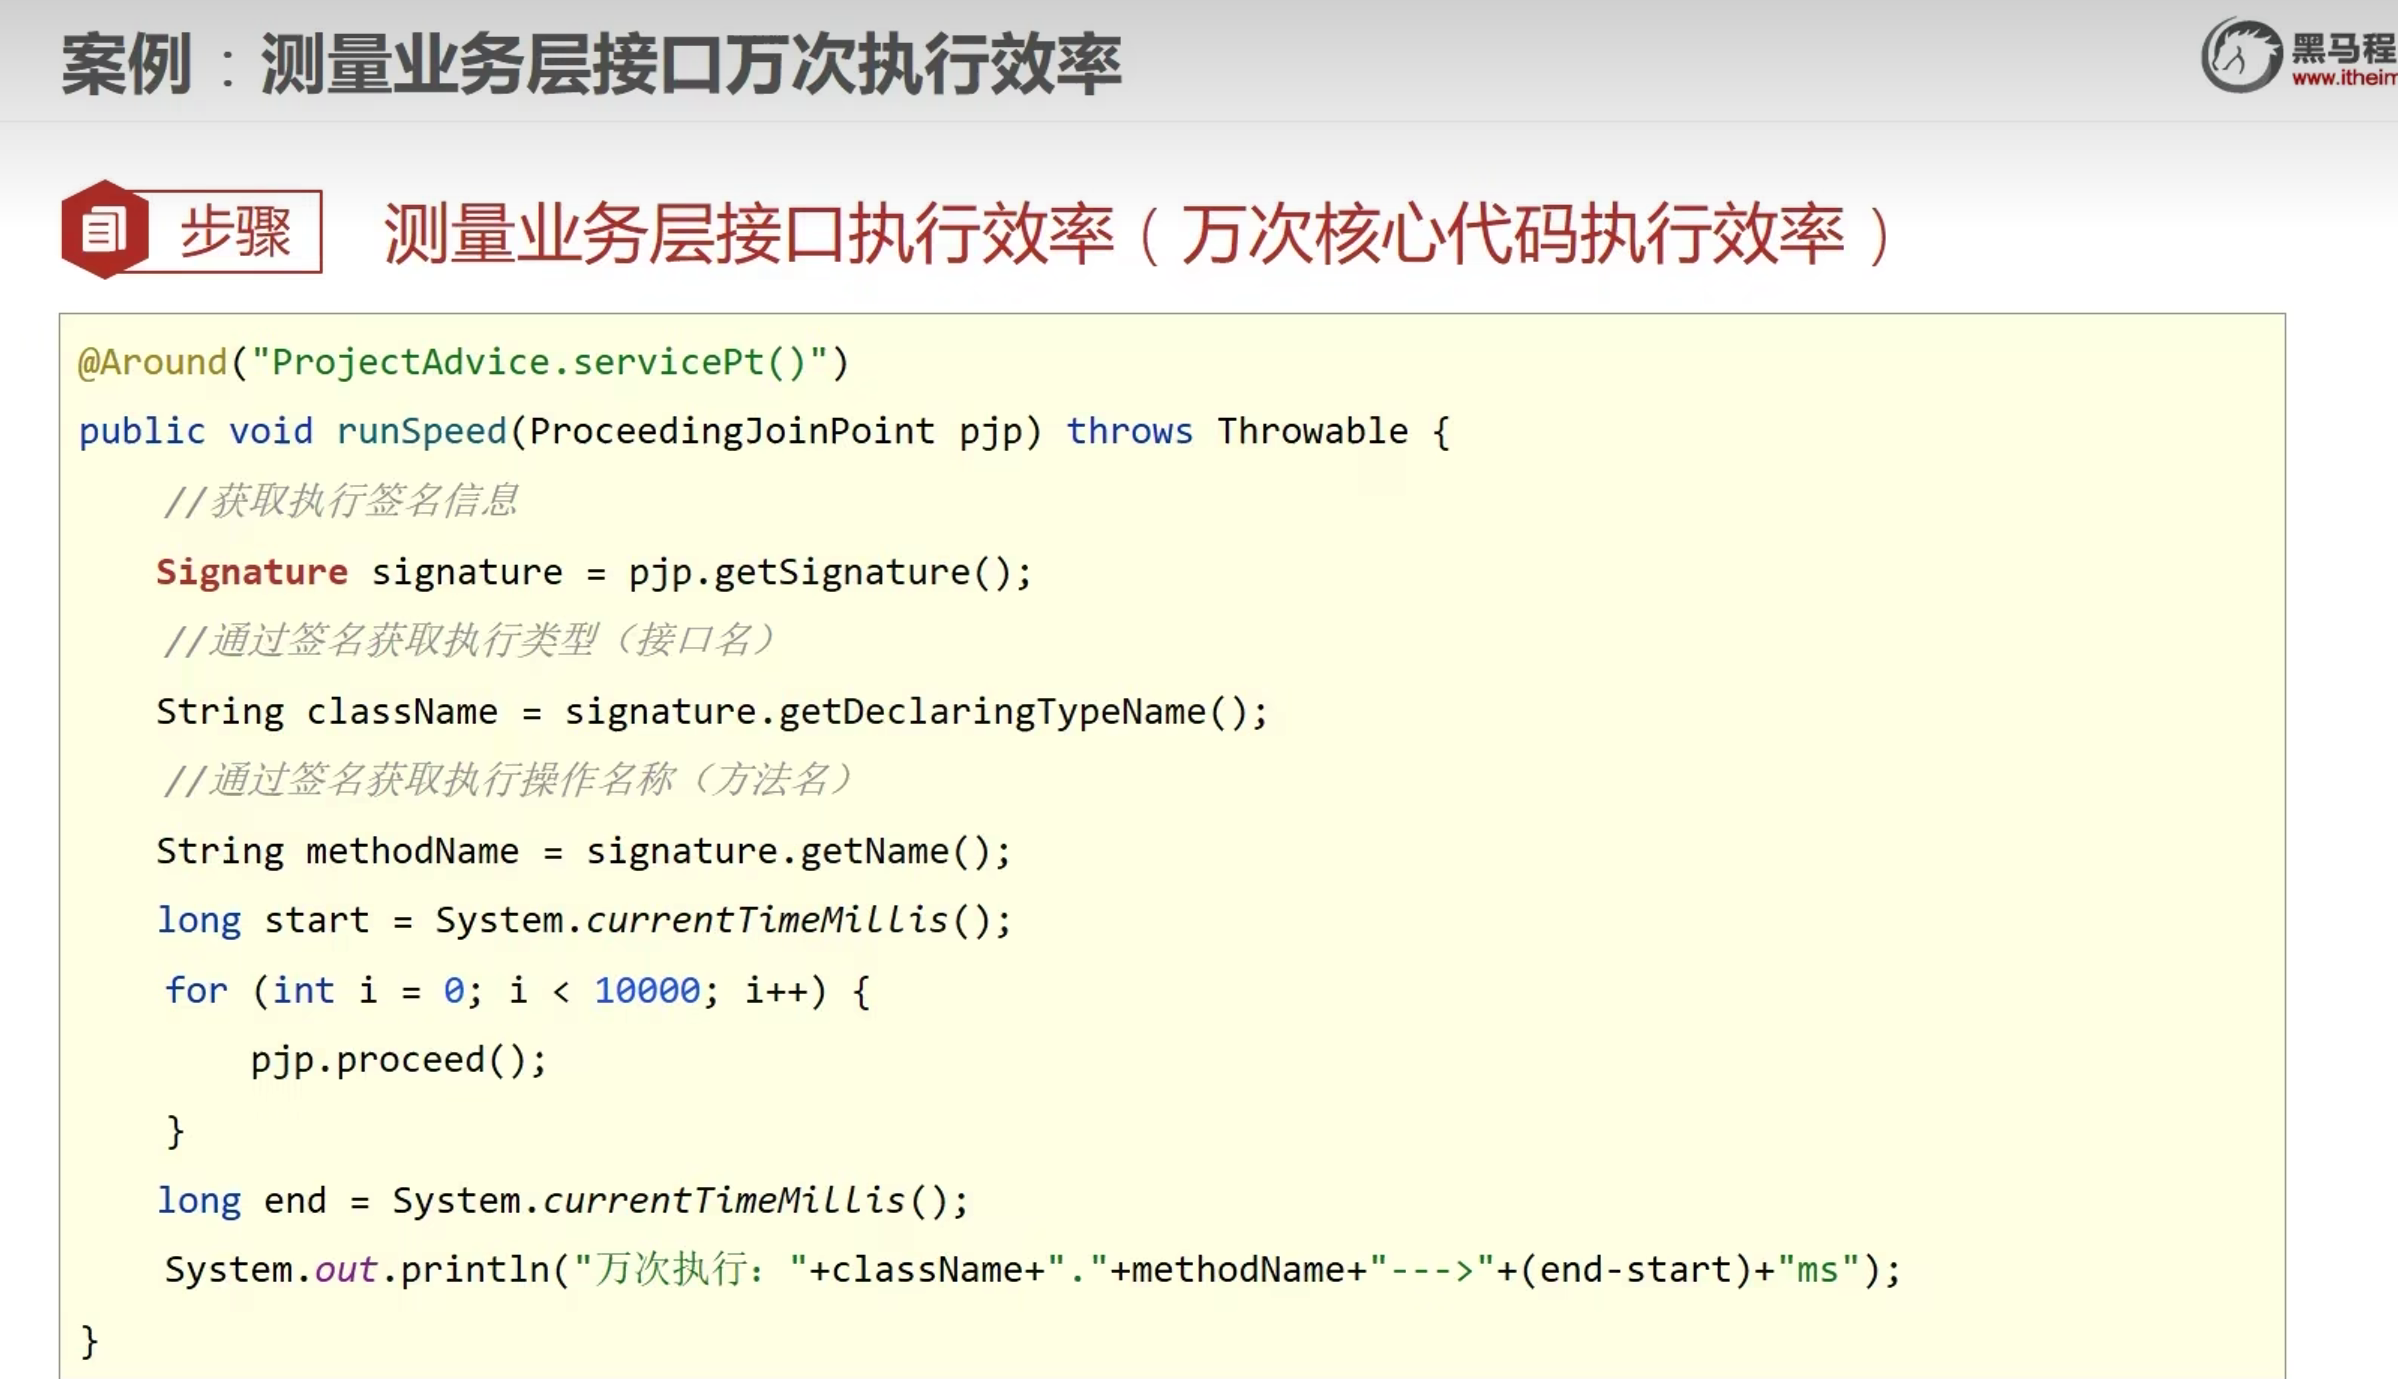 案例：测量业务层接口万次执行效率
黑马程
www.itheim
步骤
测量业务层接口执行效率（万次核心代码执行效率）
@Around("ProjectAdvice.servicePt()")
public void runSpeed(ProceedingJoinPoint pjp) throws Throwable {
//获取执行签名信息
Signature signature = pjp.getSignature();
//通过签名获取执行类型（接口名）
String className = signature.getDeclaringTypeName();
//通过签名获取执行操作名称（方法名）
String methodName = signature.getName();
long start = System.currentTimeMillis();
for (int i = 0; i < 10000; i++) {
pjp.proceed();
}
long end = System.currentTimeMillis();
System.out.println("万次执行："+className+"."+methodName+"--->"+(end-start)+"ms");
}